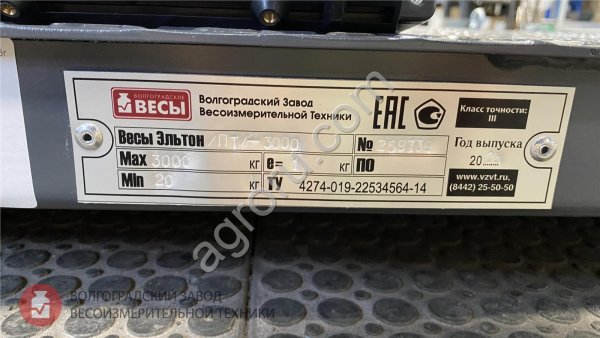 ВОЛГОГРАДСКИЕ
ВЕСЫ
Волгоградский Завод
Весоизмерительной Техники
EAC
Класс точности:
III
Весы Эльтон 3000
№
Год выпуска
20
Max 3000 кг e= кг ПО
Min 20 кг ТУ 4274-019-22534564-14
www.vzvt.ru
(8442) 25-50-50
agroru.com
ВОЛГОГРАДСКИЙ ЗАВОД
ВЕСОИЗМЕРИТЕЛЬНОЙ ТЕХНИКИ